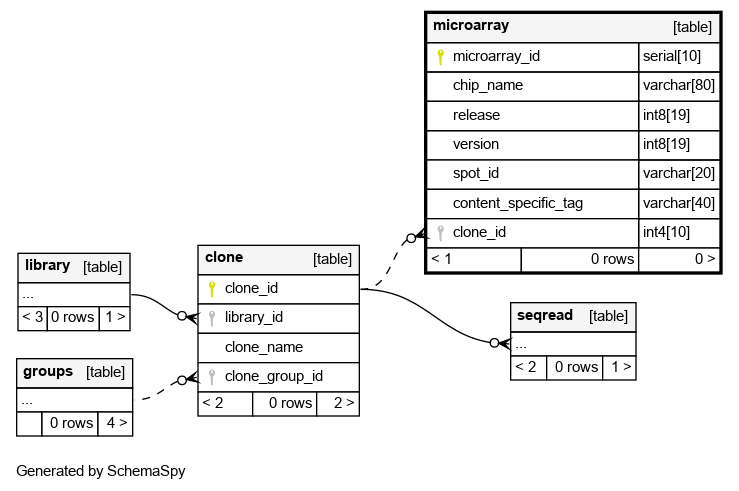 microarray [table]
microarray_id serial[10]
chip_name varchar[80]
release int8[19]
version int8[19]
spot_id varchar[20]
content_specific_tag varchar[40]
clone_id int4[10]
< 1 0 rows 0 >
library [table]
...
< 3 0 rows 1 >
groups [table]
...
0 rows 4 >
clone [table]
clone_id
library_id
clone_name
clone_group_id
< 2 0 rows 2 >
seqread [table]
...
< 2 0 rows 1 >
Generated by SchemaSpy